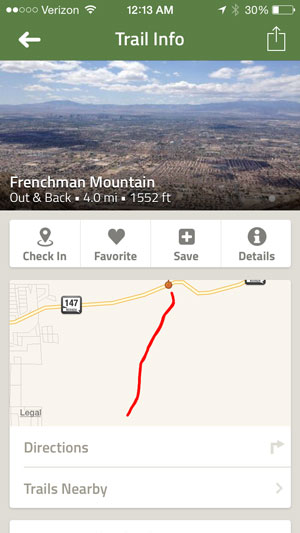 Verizon 12:13 AM 30%
Trail Info
Frenchman Mountain
Out & Back • 4.0 mi • 1552 ft
Check In Favorite Save Details
147
Legal
Directions
Trails Nearby